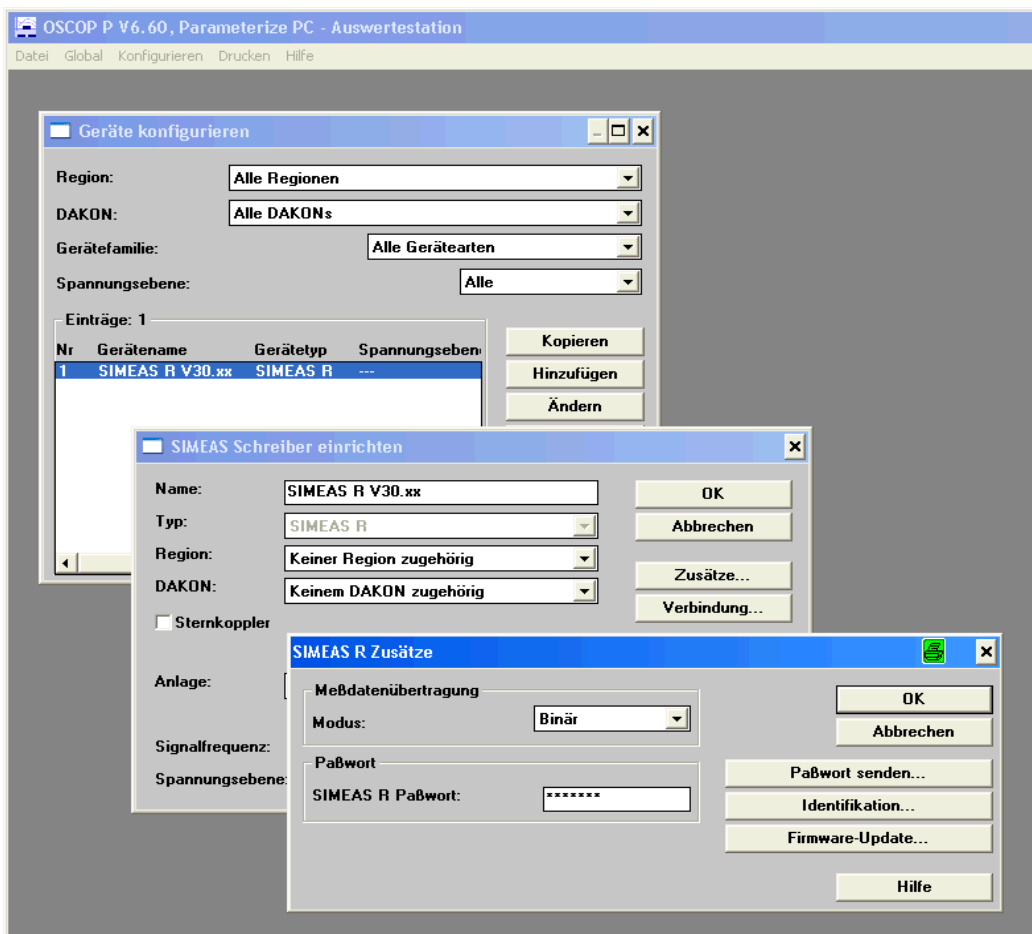 OSCOP P V6.60, Parameterize PC - Auswertestation
Datei Global Konfigurieren Drucken Hilfe
Geräte konfigurieren
Region: Alle Regionen
DAKON: Alle DAKONs
Gerätefamilie: Alle Gerätearten
Spannungsebene: Alle
Einträge: 1
Nr Gerätename Gerätetyp Spannungseben
1 SIMEAS R V30.xx SIMEAS R ---
Kopieren
Hinzufügen
Ändern
SIMEAS Schreiber einrichten
Name: SIMEAS R V30.xx
Typ: SIMEAS R
Region: Keiner Region zugehörig
DAKON: Keinem DAKON zugehörig
Sternkoppler
Anlage:
Signalfrequenz:
Spannungsebene:
OK
Abbrechen
Zusätze...
Verbindung...
SIMEAS R Zusätze
Meßdatenübertragung
Modus: Binär
Paßwort
SIMEAS R Paßwort: *******
OK
Abbrechen
Paßwort senden...
Identifikation...
Firmware-Update...
Hilfe